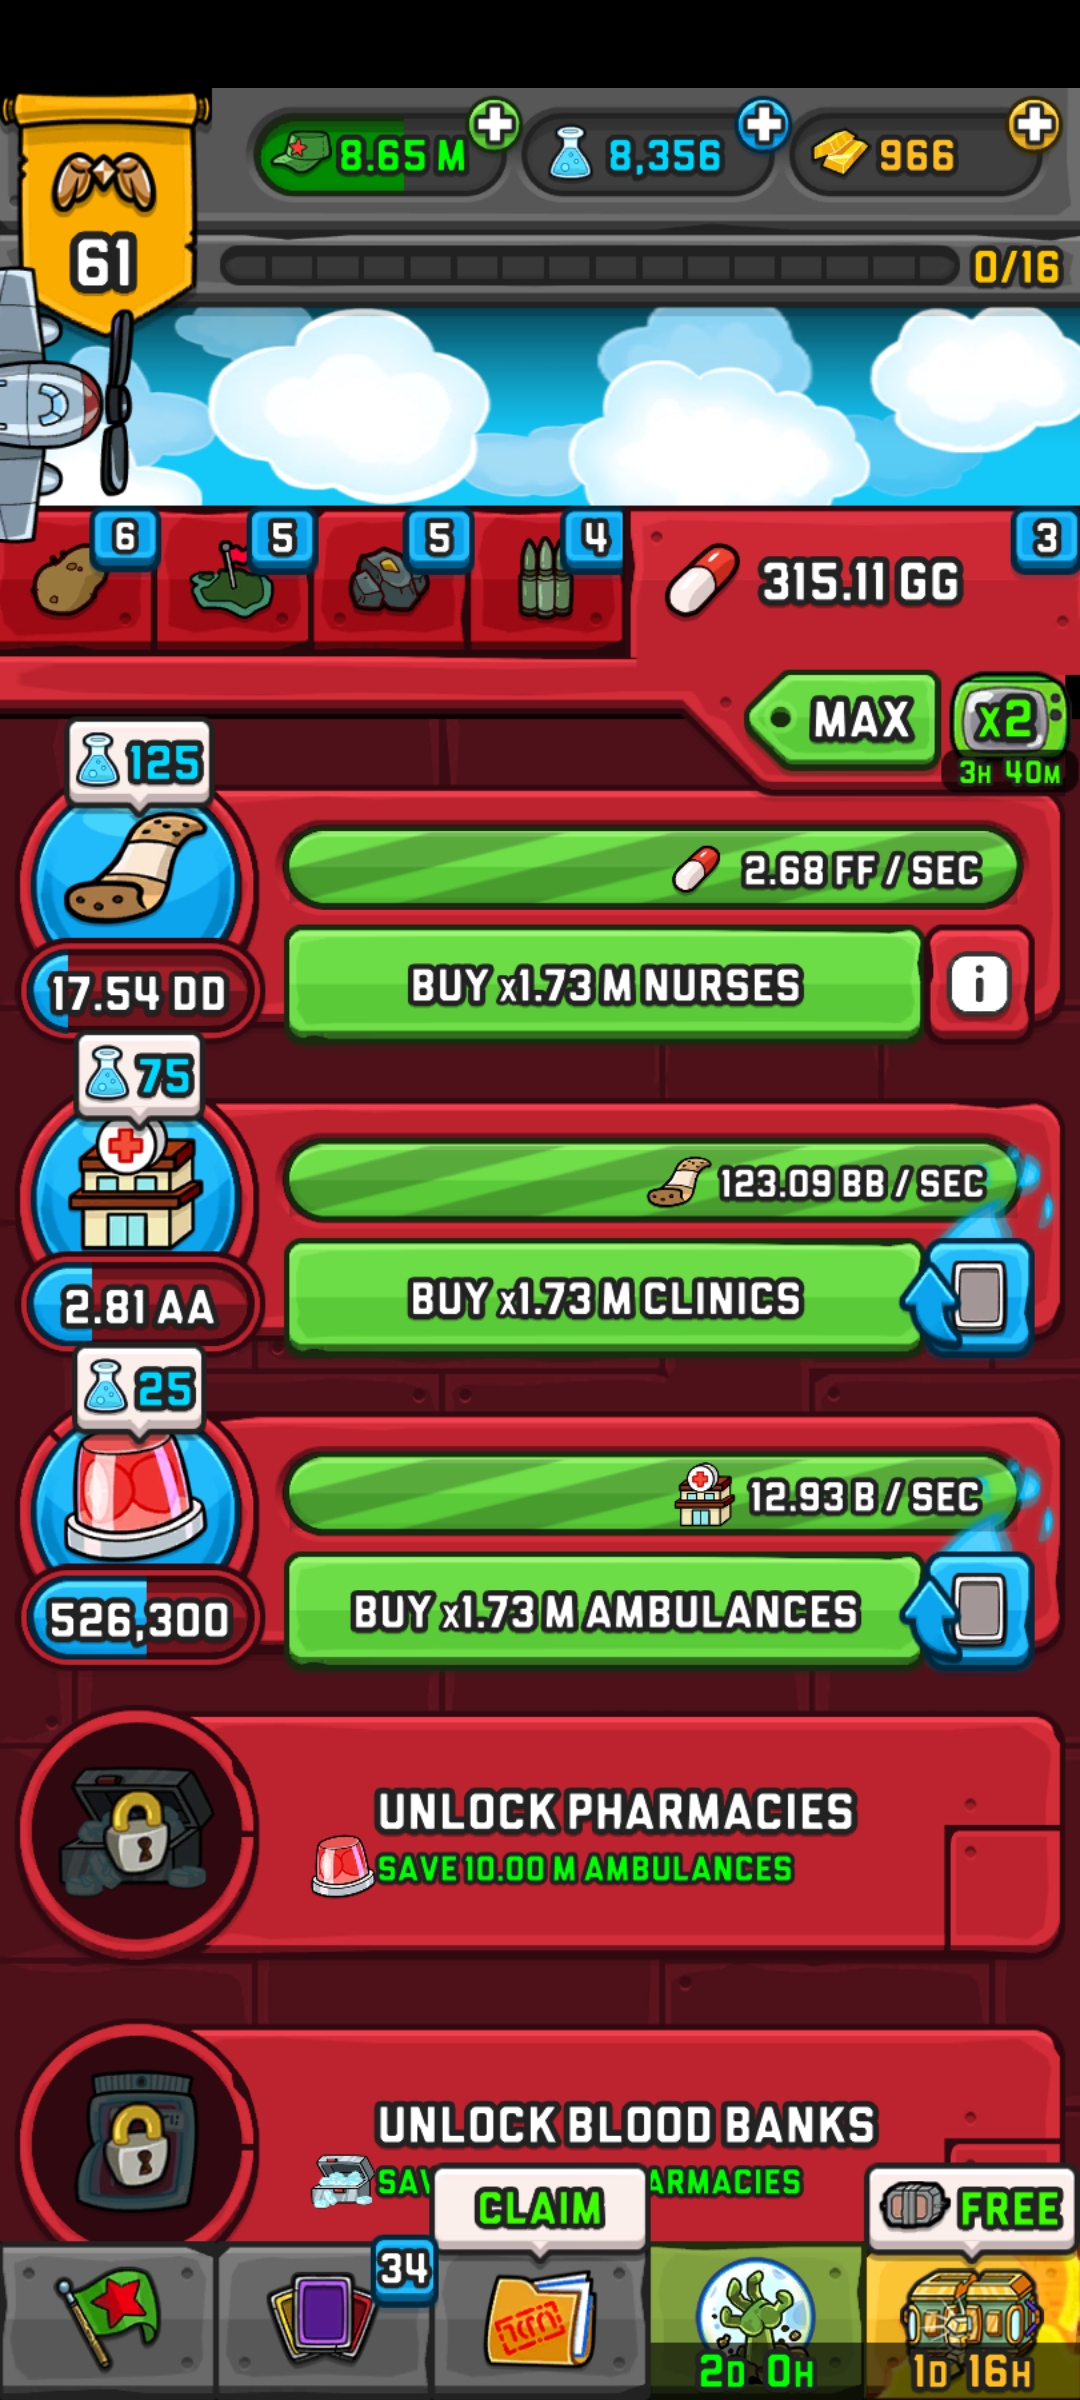 8.65 M
8,356
966
61
0/16
6
5
5
4
3
315.11 GG
MAX
x2
3H 40M
125
2.68 FF / SEC
17.54 DD
BUY x1.73 M NURSES
i
75
123.09 BB / SEC
2.81 AA
BUY x1.73 M CLINICS
25
12.93 B / SEC
526,300
BUY x1.73 M AMBULANCES
UNLOCK PHARMACIES
SAVE 10.00 M AMBULANCES
UNLOCK BLOOD BANKS
CLAIM
FREE
34
2D 0H
1D 16H